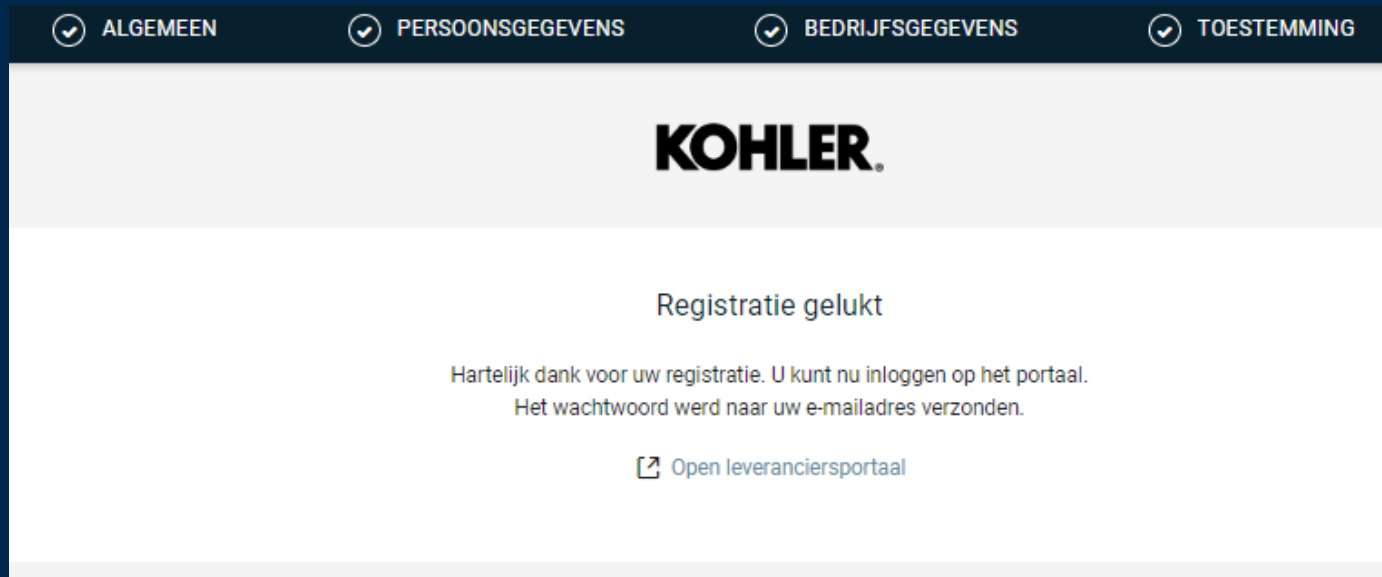 ALGEMEEN PERSOONSGEGEVENS BEDRIJFSGEGEVENS TOESTEMMING
KOHLER®
Registratie gelukt
Hartelijk dank voor uw registratie. U kunt nu inloggen op het portaal.
Het wachtwoord werd naar uw e-mailadres verzonden.
Open leveranciersportaal